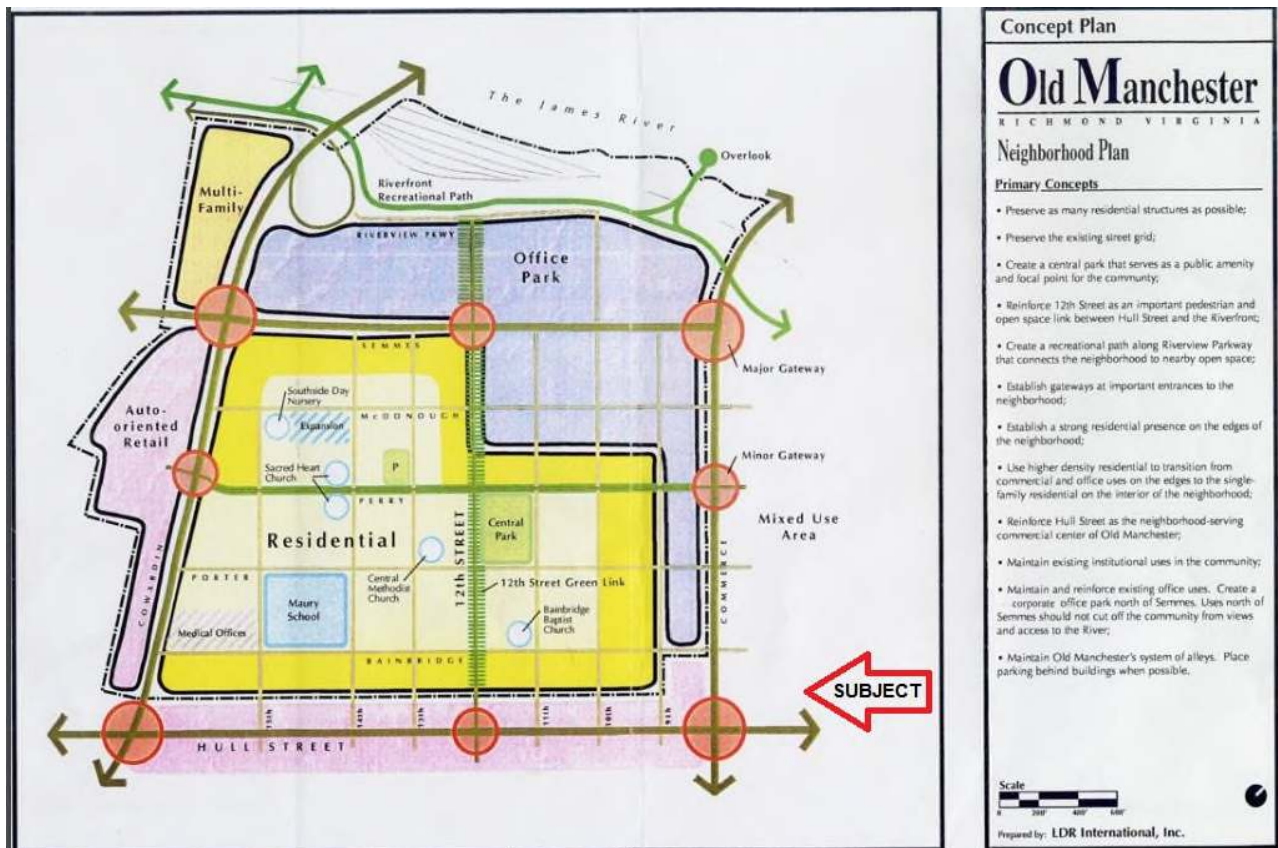 The James River
Overlook
Multi-
Family
Riverfront
Recreational Path
RIVERVIEW PKWY
Office
Park
SEMMES
Major Gateway
Southside Day
Nursery
Expansion
McDONOUGH
Auto-
oriented
Retail
Sacred Heart
Church
P
Minor Gateway
PERRY
Residential
12th STREET
Central
Park
Mixed Use
Area
COWARDIN
PORTER
Central
Methodist
Church
12th Street Green Link
COMMERCE
Maury
School
Medical Offices
Bainbridge
Baptist
Church
BAINBRIDGE
SUBJECT
15th
14th
13th
11th
10th
9th
HULL STREET
Concept Plan
Old Manchester
RICHMOND VIRGINIA
Neighborhood Plan
Primary Concepts
• Preserve as many residential structures as possible;
• Preserve the existing street grid;
• Create a central park that serves as a public amenity
and focal point for the community;
• Reinforce 12th Street as an important pedestrian and
open space link between Hull Street and the Riverfront;
• Create a recreational path along Riverview Parkway
that connects the neighborhood to nearby open space;
• Establish gateways at important entrances to the
neighborhood;
• Establish a strong residential presence on the edges of
the neighborhood;
• Use higher density residential to transition from
commercial and office uses on the edges to the single-
family residential on the interior of the neighborhood;
• Reinforce Hull Street as the neighborhood-serving
commercial center of Old Manchester;
• Maintain existing institutional uses in the community;
• Maintain and reinforce existing office uses. Create a
corporate office park north of Semmes. Uses north of
Semmes should not cut off the community from views
and access to the River;
• Maintain Old Manchester's system of alleys. Place
parking behind buildings when possible.
Scale
0 200' 400' 600'
Prepared by: LDR International, Inc.